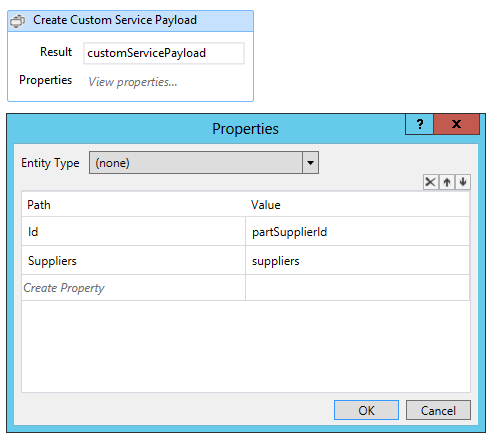 Create Custom Service Payload
Result customServicePayload
Properties View properties...
Properties
? X
Entity Type (none)
Path Value
Id partSupplierId
Suppliers suppliers
Create Property
OK Cancel